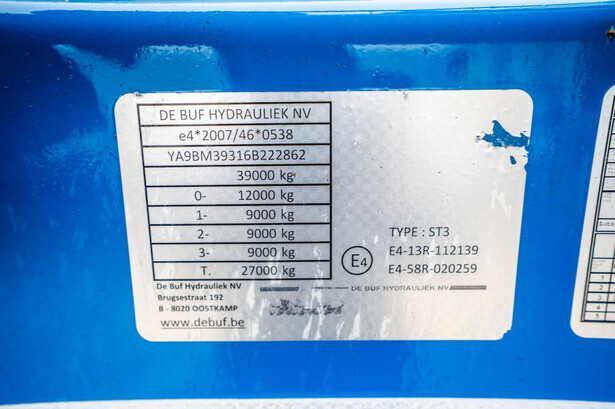 DE BUF HYDRAULIEK NV
e4*2007/46*0538
YA9BM39316B222862
39000 kg
0- 12000 kg
1- 9000 kg
2- 9000 kg
3- 9000 kg
T. 27000 kg
TYPE : ST3
E4 E4-13R-112139
E4-58R-020259
De Buf Hydrauliek NV
Brugsestraat 192
B - 8020 OOSTKAMP
www.debuf.be
DE BUF HYDRAULIEK NV